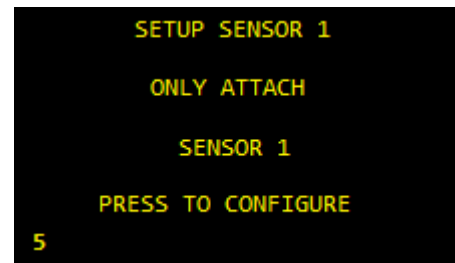 SETUP SENSOR 1
ONLY ATTACH
SENSOR 1
PRESS TO CONFIGURE
5